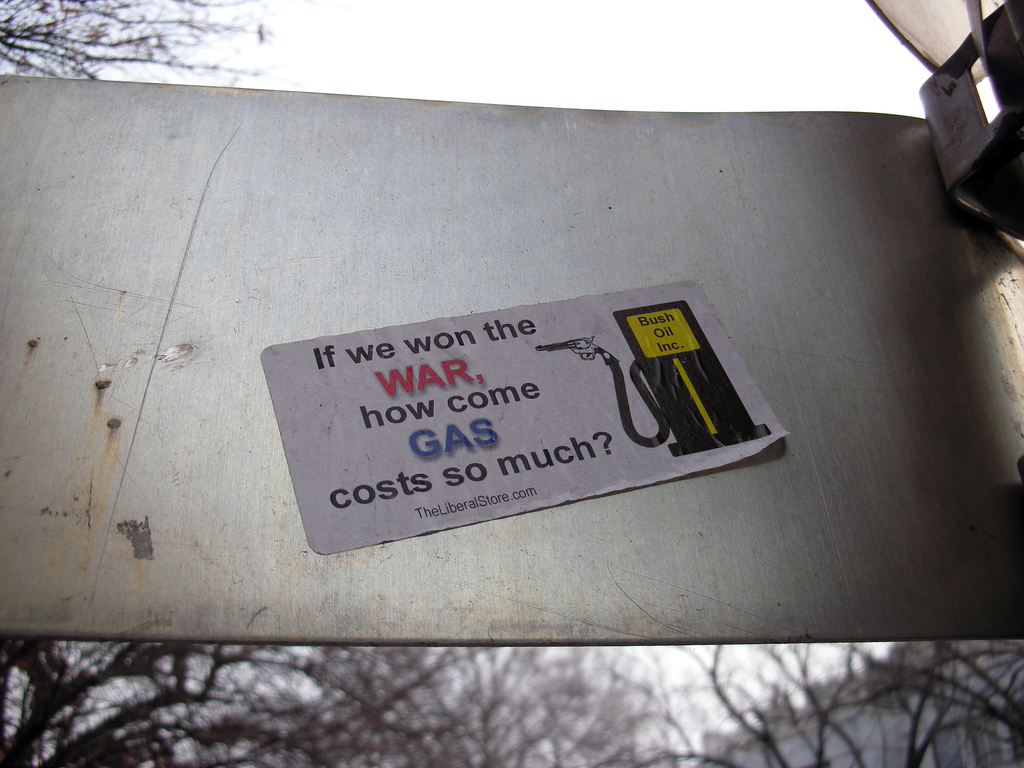 If we won the
WAR,
how come
GAS
costs so much?
TheLiberalStore.com
Bush
Oil
Inc.